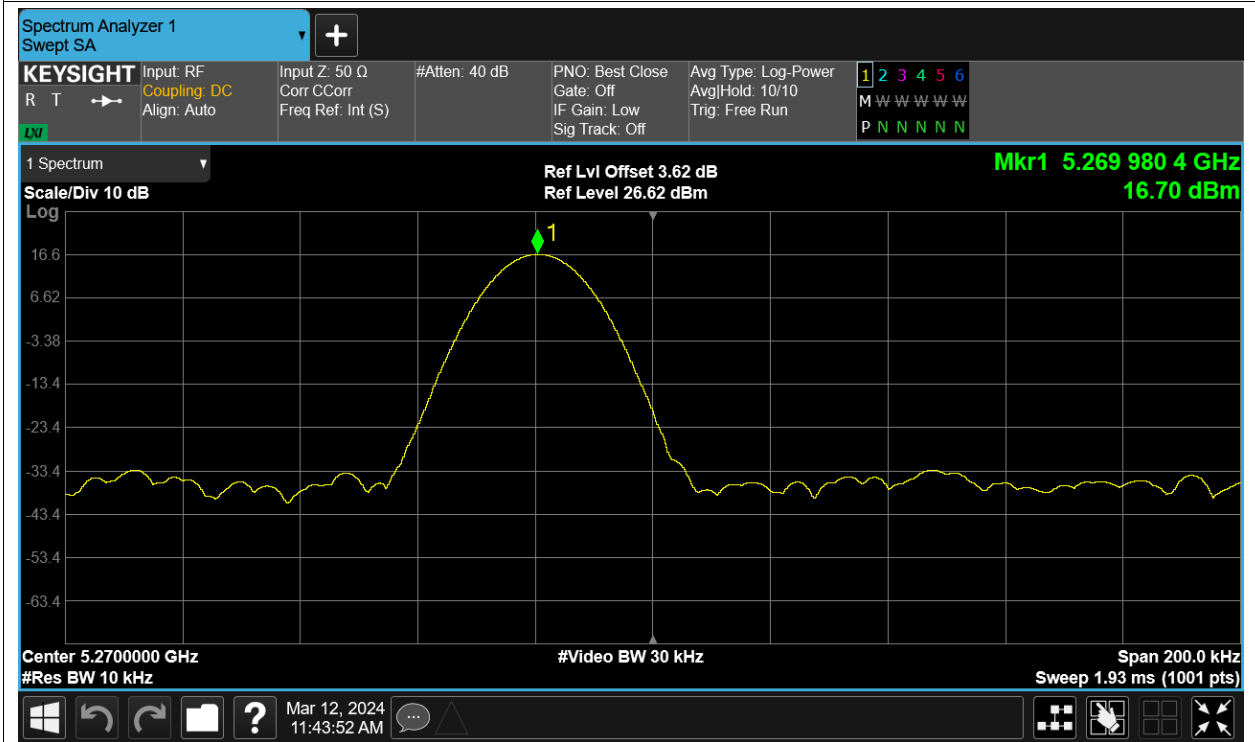 Spectrum Analyzer 1
Swept SA
+
KEYSIGHT
R T
LXI
Input: RF
Coupling: DC
Align: Auto
Input Z: 50 Ω
Corr CCorr
Freq Ref: Int (S)
#Atten: 40 dB
PNO: Best Close
Gate: Off
IF Gain: Low
Sig Track: Off
Avg Type: Log-Power
Avg|Hold: 10/10
Trig: Free Run
1 2 3 4 5 6
M W W W W W
P N N N N N
1 Spectrum
Scale/Div 10 dB
Log
Ref Lvl Offset 3.62 dB
Ref Level 26.62 dBm
Mkr1 5.269 980 4 GHz
16.70 dBm
1
16.6
6.62
-3.38
-13.4
-23.4
-33.4
-43.4
-53.4
-63.4
Center 5.2700000 GHz
#Res BW 10 kHz
#Video BW 30 kHz
Span 200.0 kHz
Sweep 1.93 ms (1001 pts)
?
Mar 12, 2024
11:43:52 AM